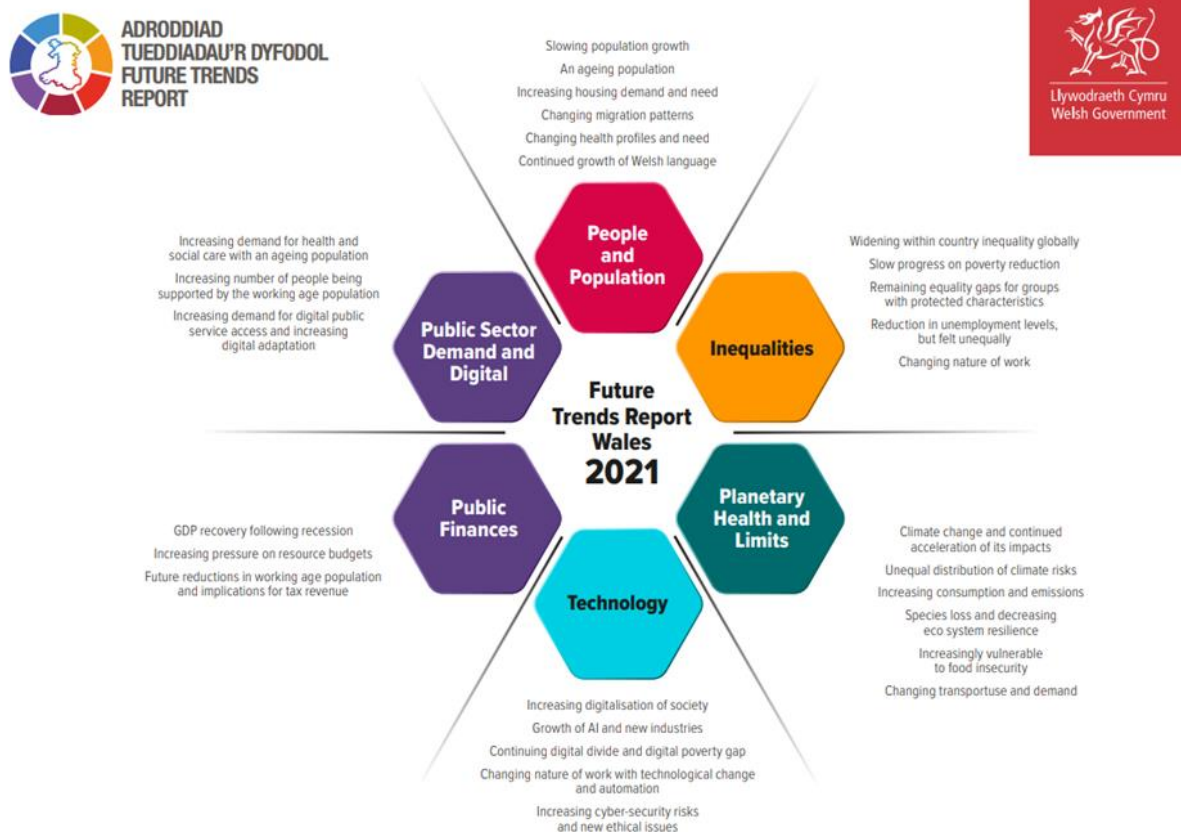 ADRODDIAD
TUEDDIADAU'R DYFODOL
FUTURE TRENDS
REPORT
Llywodraeth Cymru
Welsh Government
Slowing population growth
An ageing population
Increasing housing demand and need
Changing migration patterns
Changing health profiles and need
Continued growth of Welsh language
People
and
Population
Widening within country inequality globally
Slow progress on poverty reduction
Remaining equality gaps for groups
with protected characteristics
Reduction in unemployment levels,
but felt unequally
Changing nature of work
Inequalities
Increasing demand for health and
social care with an ageing population
Increasing number of people being
supported by the working age population
Increasing demand for digital public
service access and increasing
digital adaptation
Public Sector
Demand and
Digital
Future
Trends Report
Wales
2021
Planetary
Health and
Limits
Climate change and continued
acceleration of its impacts
Unequal distribution of climate risks
Increasing consumption and emissions
Species loss and decreasing
eco system resilience
Increasingly vulnerable
to food insecurity
Changing transportuse and demand
Public
Finances
GDP recovery following recession
Increasing pressure on resource budgets
Future reductions in working age population
and implications for tax revenue
Technology
Increasing digitalisation of society
Growth of AI and new industries
Continuing digital divide and digital poverty gap
Changing nature of work with technological change
and automation
Increasing cyber-security risks
and new ethical issues